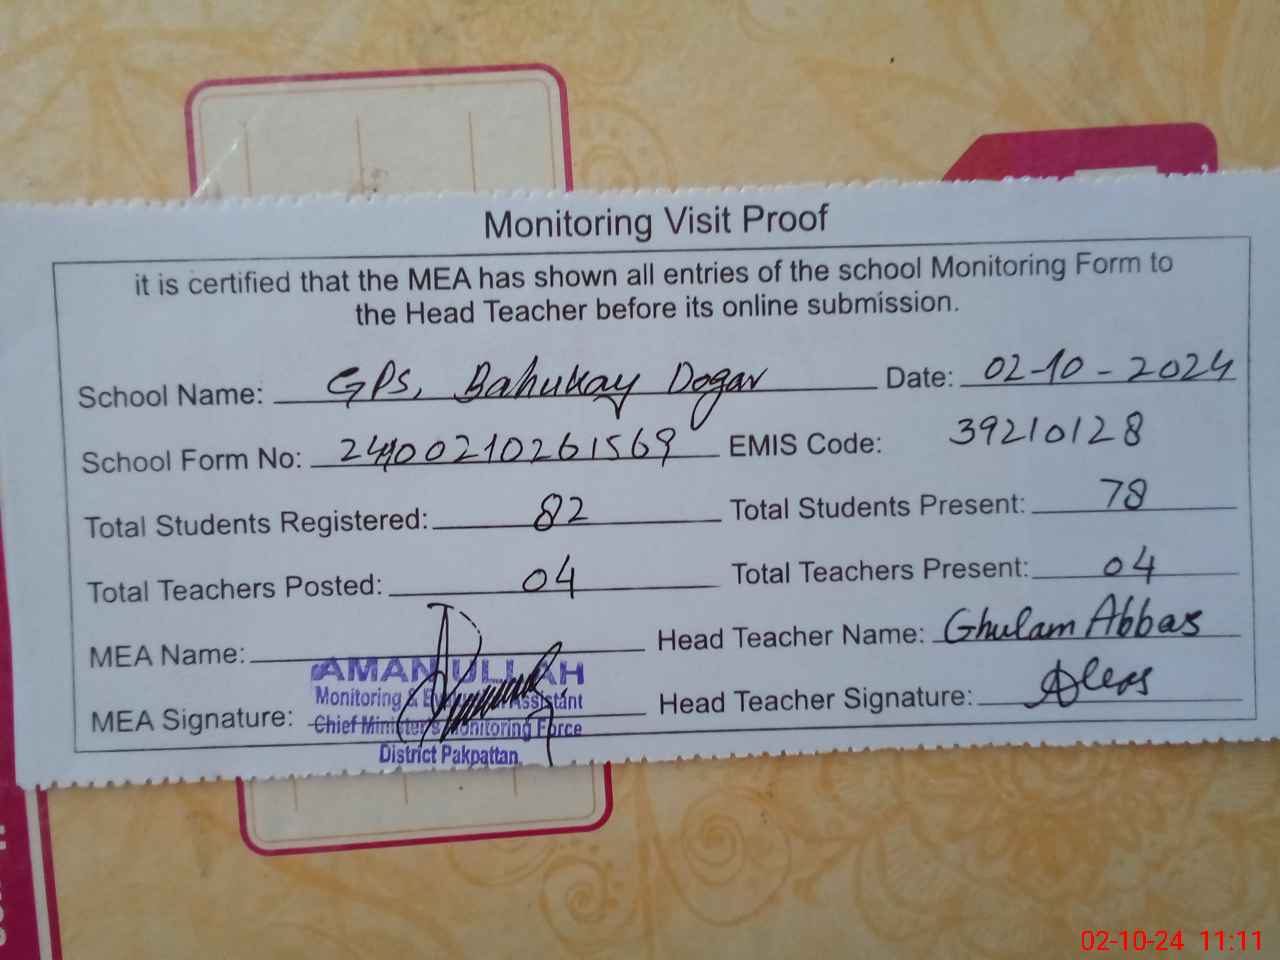 Monitoring Visit Proof
it is certified that the MEA has shown all entries of the school Monitoring Form to
the Head Teacher before its online submission.
School Name: GPS, Bahukay Dogar Date: 02-10-2024
School Form No: EMIS Code: 39210128
Total Students Registered: 82 Total Students Present: 78
Total Teachers Posted: 04 Total Teachers Present: 04
MEA Name: Head Teacher Name: Ghulam Abbas
AMANULLAH
Monitoring & Evaluation Assistant
MEA Signature: Head Teacher Signature:
Chief Minister's Monitoring Force
District Pakpattan.
02-10-24 11:11